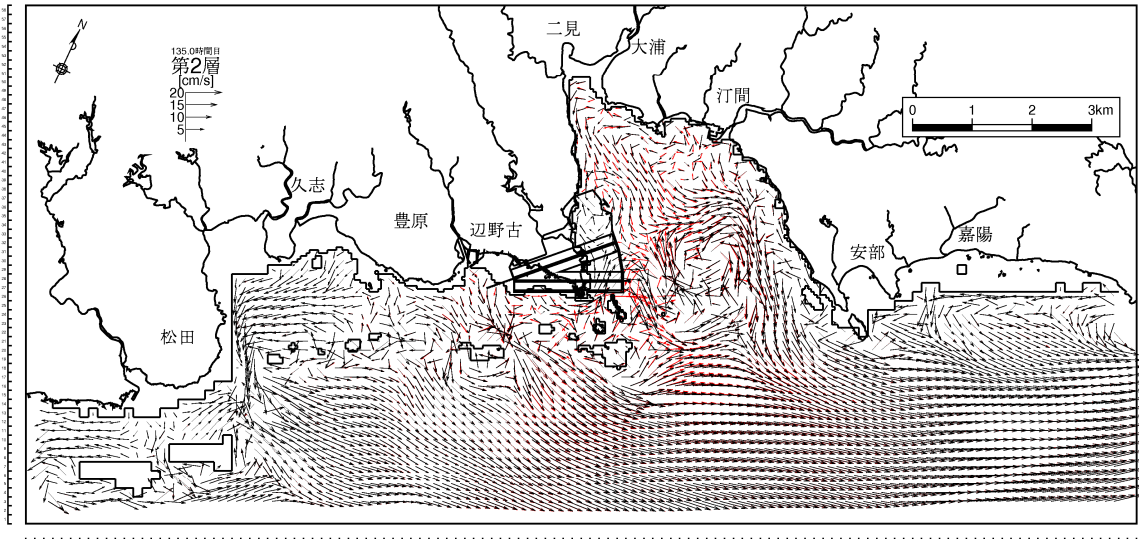 N
135.0時間目
第2層
[cm/s]
20
15
10
5
二見
大浦
汀間
0 1 2 3km
久志
豊原
辺野古
安部
嘉陽
松田